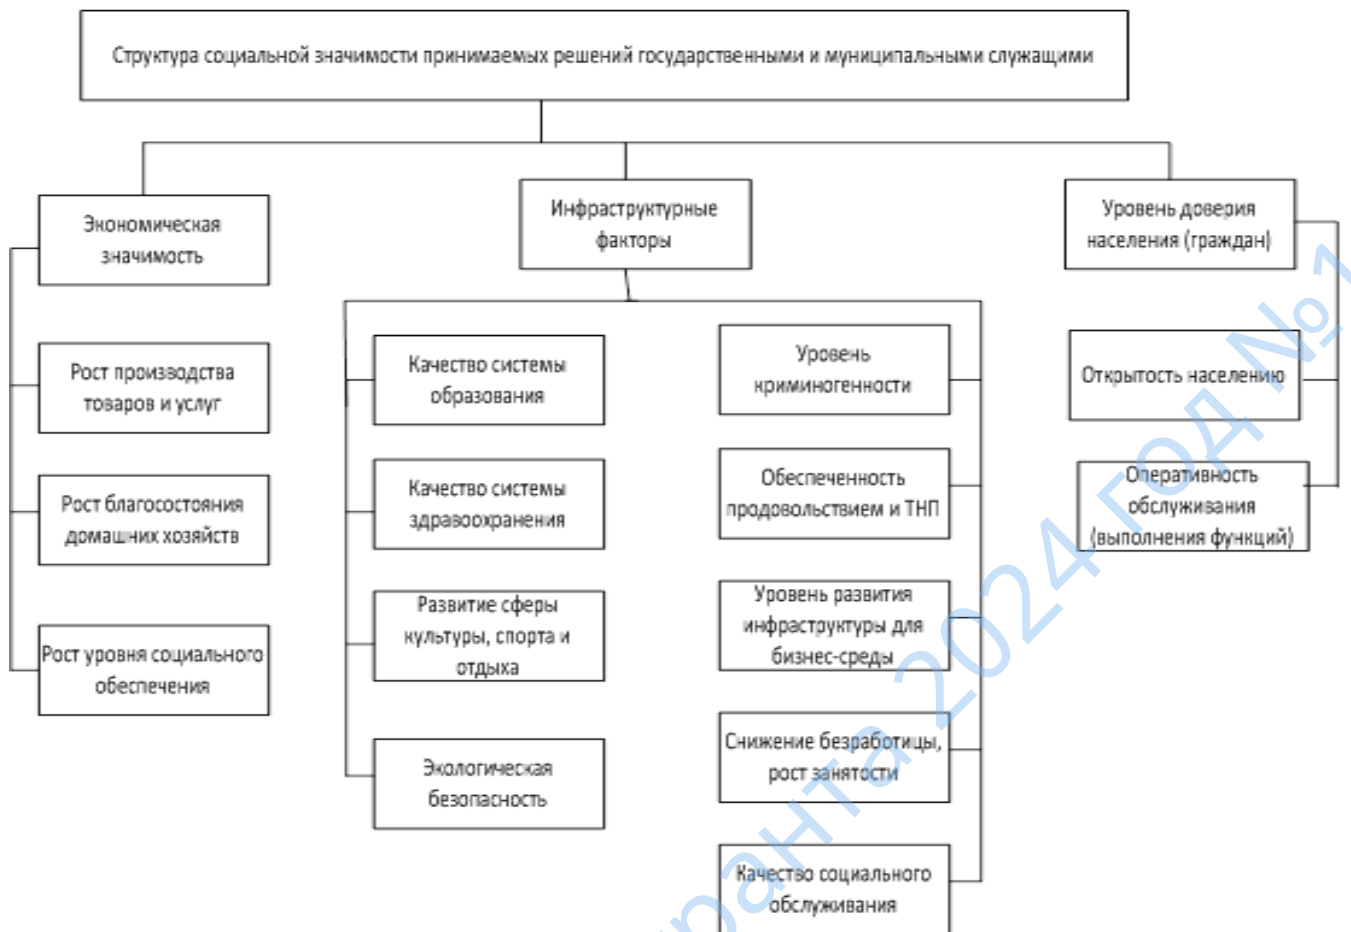 Структура социальной значимости принимаемых решений государственными и муниципальными служащими
Экономическая
значимость
Рост производства
товаров и услуг
Рост благосостояния
домашних хозяйств
Рост уровня социального
обеспечения
Инфраструктурные
факторы
Качество системы
образования
Качество системы
здравоохранения
Развитие сферы
культуры, спорта и
отдыха
Экологическая
безопасность
Уровень
криминогенности
Обеспеченность
продовольствием и ТНП
Уровень развития
инфраструктуры для
бизнес-среды
Снижение безработицы,
рост занятости
Качество социального
обслуживания
Уровень доверия
населения (граждан)
Открытость населению
Оперативность
обслуживания
(выполнения функций)
2024 год №1